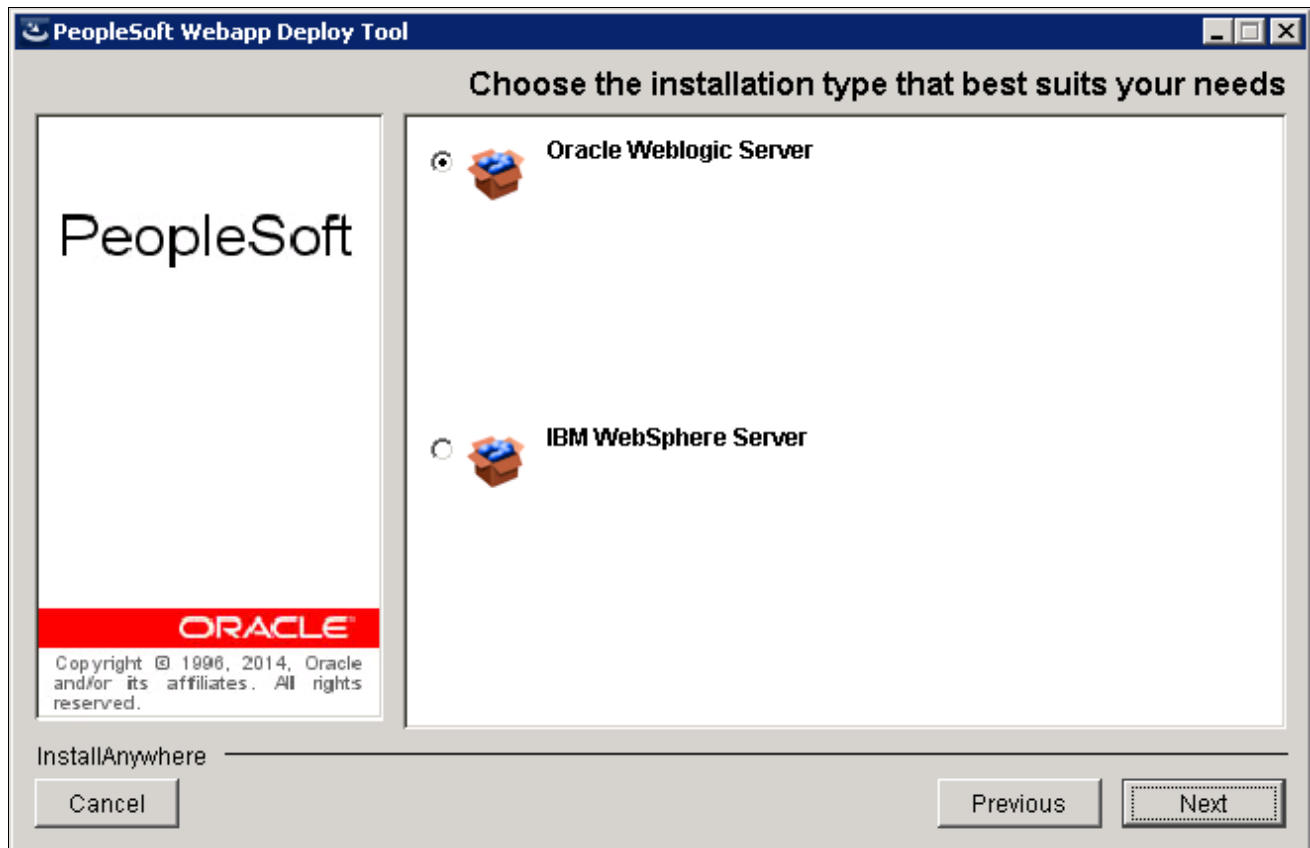 PeopleSoft Webapp Deploy Tool
Choose the installation type that best suits your needs
PeopleSoft
ORACLE
Copyright © 1996, 2014, Oracle
and/or its affiliates. All rights
reserved.
Oracle Weblogic Server
IBM WebSphere Server
InstallAnywhere
Cancel
Previous
Next